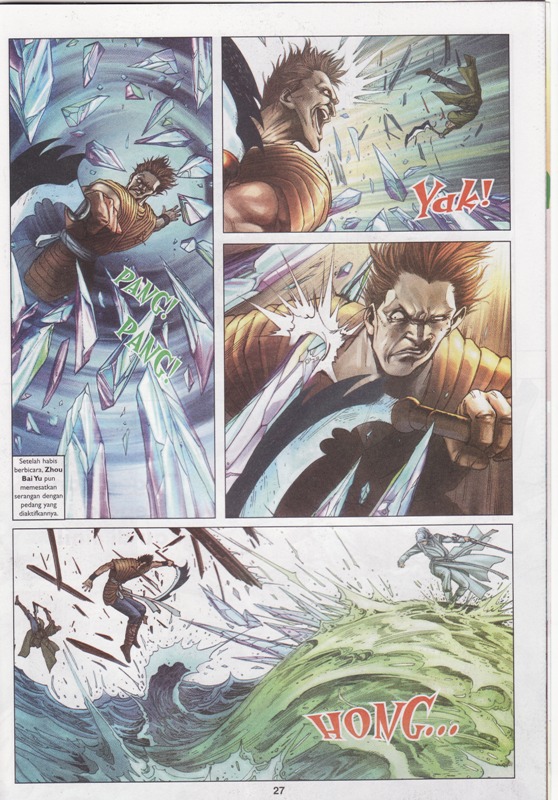 PANG!
PANG!
Setelah habis
berbicara, Zhou
Bai Yu pun
memesatkan
serangan dengan
pedang yang
diaktifkannya.
Yak!
HONG...
27